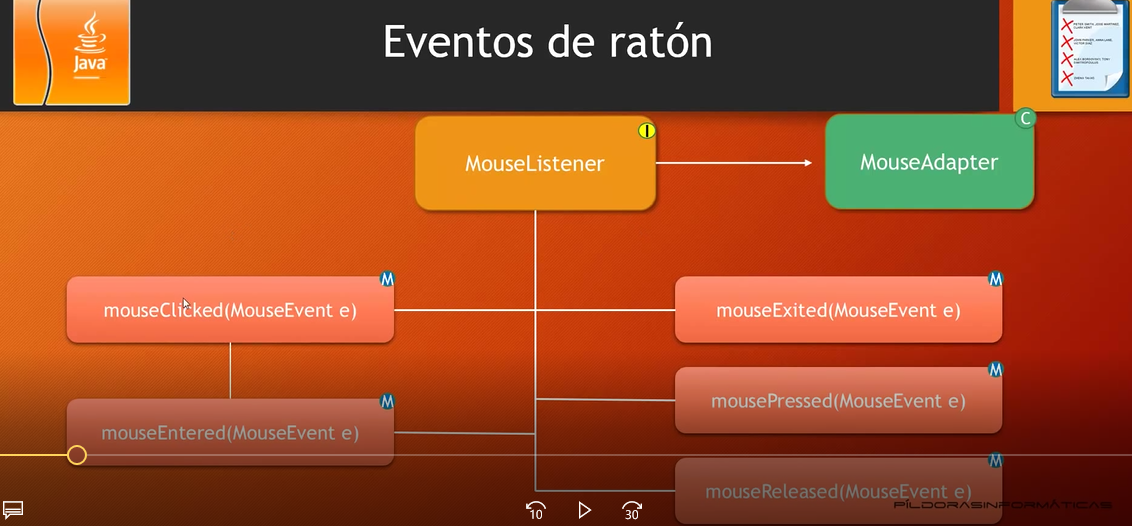 Eventos de ratón
Java
MouseListener
I
MouseAdapter
C
mouseClicked(MouseEvent e)
M
mouseExited(MouseEvent e)
M
mousePressed(MouseEvent e)
M
mouseEntered(MouseEvent e)
M
mouseReleased(MouseEvent e)
M
PÍLDORASINFORMÁTICAS
10
30